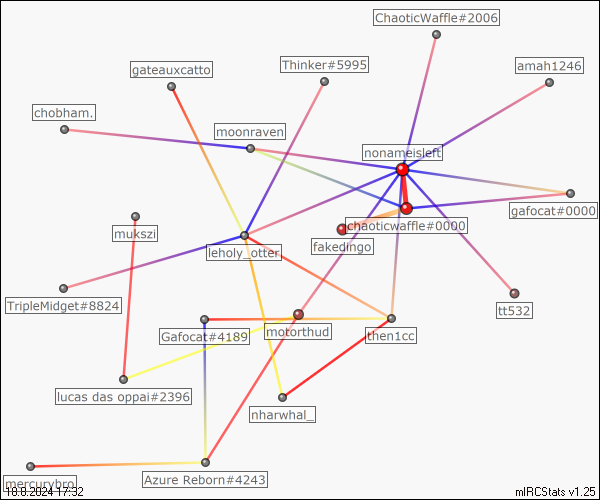 ChaoticWaffle#2006
Thinker#5995
amah1246
gateauxcatto
chobham.
moonraven
nonameisleft
gafocat#0000
chaoticwaffle#0000
mukszi
fakedingo
leholy_otter
TripleMidget#8824
tt532
Gafocat#4189
motorthud
then1cc
lucas das oppai#2396
nharwhal_
Azure Reborn#4243
mercurybro
10.8.2024 17:32
mIRCStats v1.25